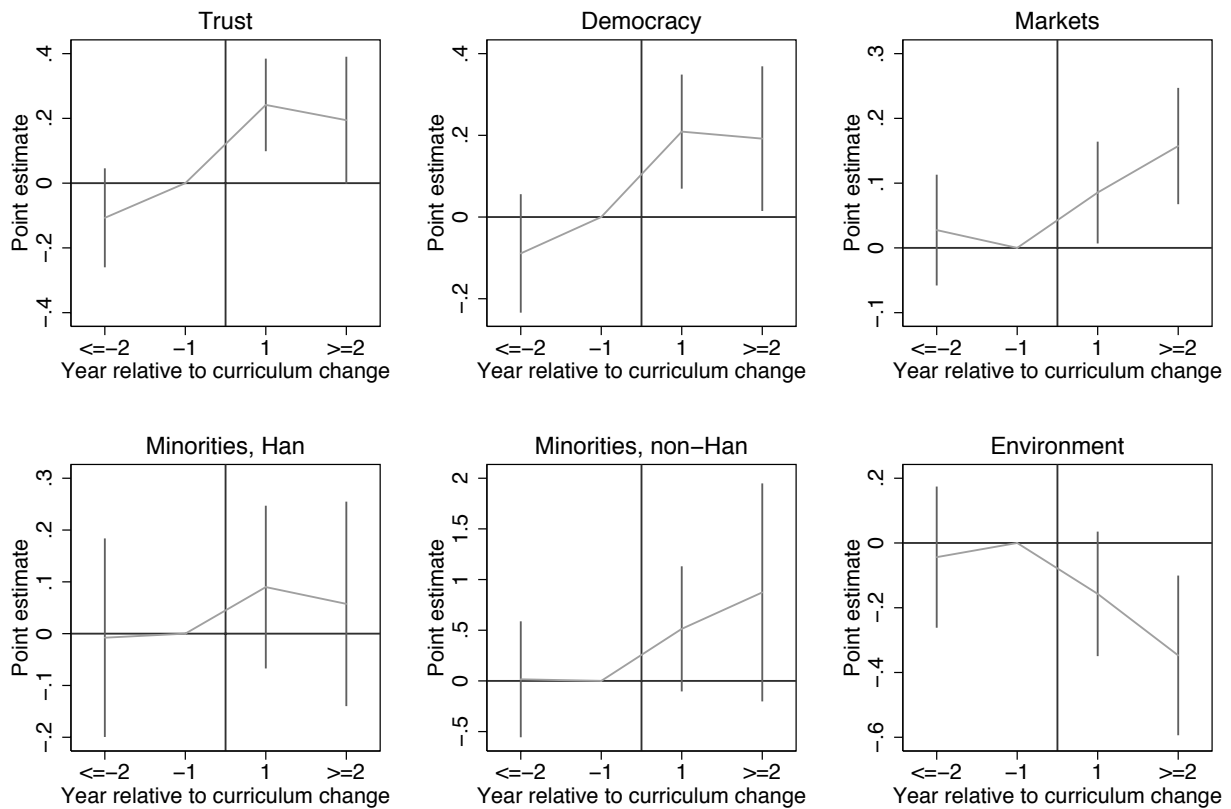 Trust
Point estimate
.4
.2
0
−.2
−.4
<=−2 −1 1 >=2
Year relative to curriculum change
Democracy
Point estimate
.4
.2
0
−.2
<=−2 −1 1 >=2
Year relative to curriculum change
Markets
Point estimate
.3
.2
.1
0
−.1
<=−2 −1 1 >=2
Year relative to curriculum change
Minorities, Han
Point estimate
.3
.2
.1
0
−.1
−.2
<=−2 −1 1 >=2
Year relative to curriculum change
Minorities, non−Han
Point estimate
2
1.5
1
.5
0
−.5
<=−2 −1 1 >=2
Year relative to curriculum change
Environment
Point estimate
.2
0
−.2
−.4
−.6
<=−2 −1 1 >=2
Year relative to curriculum change